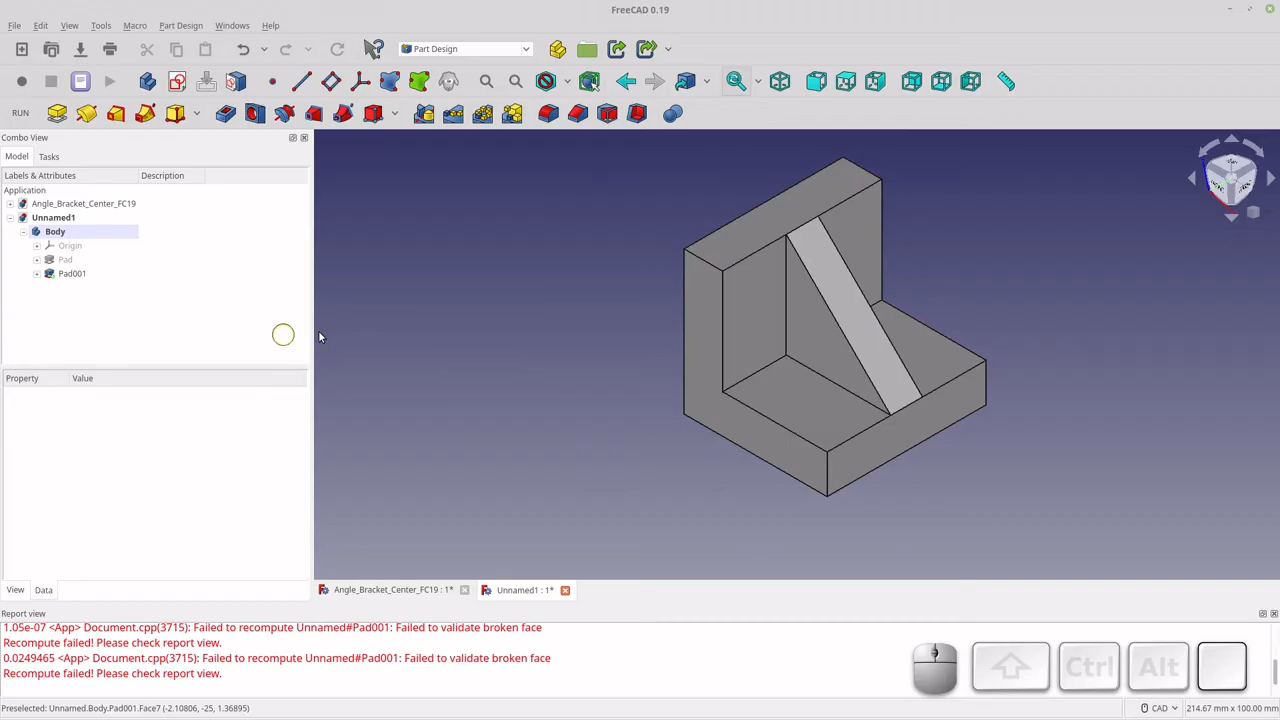 FreeCAD 0.19
File Edit View Tools Macro Part Design Windows Help
Part Design
RUN
Combo View
Model Tasks
Labels & Attributes Description
Application
Angle_Bracket_Center_FC19
Unnamed1
Body
Origin
Pad
Pad001
Property Value
View Data
Angle_Bracket_Center_FC19 : 1*
Unnamed1 : 1*
Report view
1.05e-07 <App> Document.cpp(3715): Failed to recompute Unnamed#Pad001: Failed to validate broken face
Recompute failed! Please check report view.
0.0249465 <App> Document.cpp(3715): Failed to recompute Unnamed#Pad001: Failed to validate broken face
Recompute failed! Please check report view.
Ctrl Alt
Preselected: Unnamed.Body.Pad001.Face7 (-2.10806, -25, 1.36895)
CAD
214.67 mm x 100.00 mm